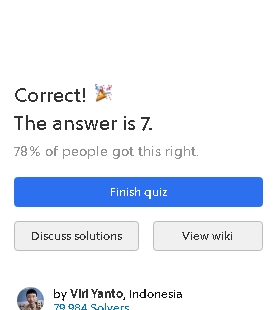 Correct! 🎉
The answer is 7.
78% of people got this right.
Finish quiz
Discuss solutions
View wiki
by Viri Yanto, Indonesia
79,984 Solvers